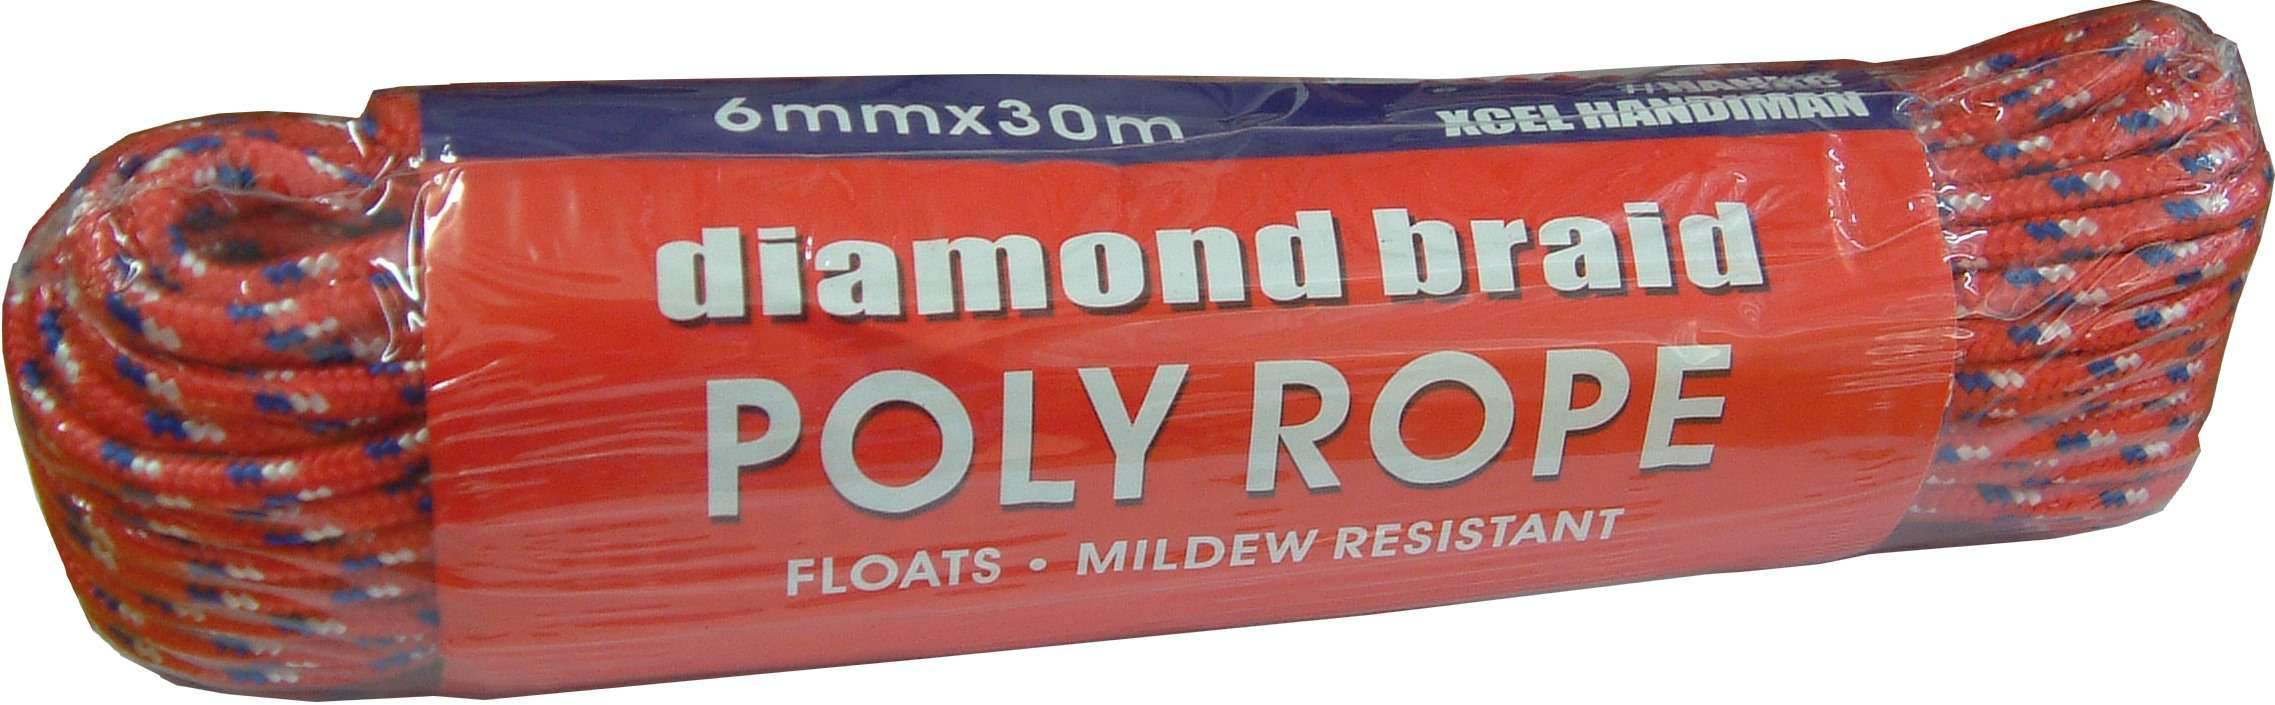 6mmx30m
XCEL HANDIMAN
diamond braid
POLY ROPE
FLOATS • MILDEW RESISTANT